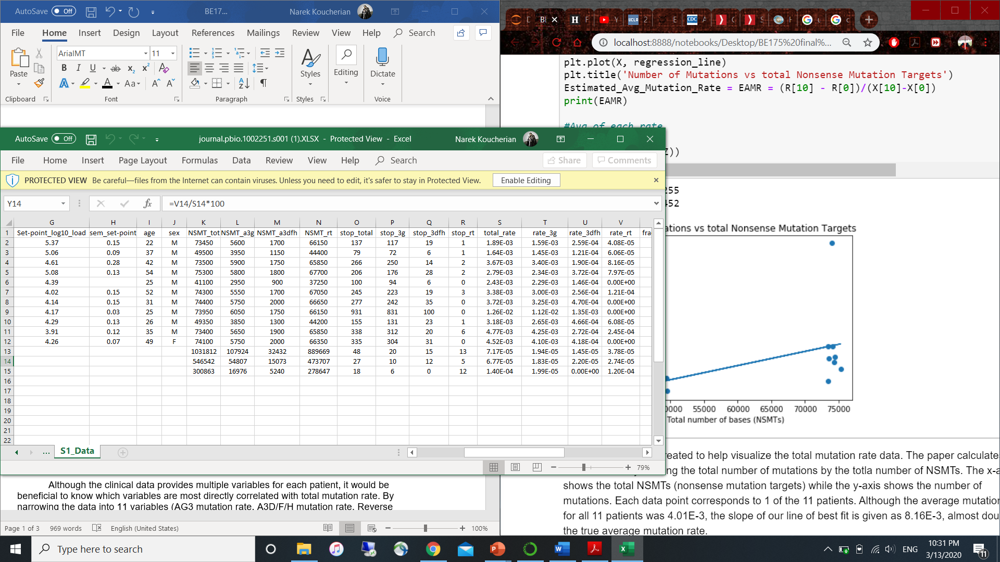 AutoSave Off BE17... Narek Koucherian
File Home Insert Design Layout References Mailings Review View Help Search
ArialMT 11
Paste Styles Editing Dictate
Clipboard Font Paragraph Styles Voice
localhost:8888/notebooks/Desktop/BE175%20final%...
plt.plot(X, regression_line)
plt.title('Number of Mutations vs total Nonsense Mutation Targets')
Estimated_Avg_Mutation_Rate = EAMR = (R[10] - R[0])/(X[10]-X[0])
print(EAMR)
#Avg of each rate
))
255
452
AutoSave Off journal.pbio.1002251.s001 (1).XLSX - Protected View - Excel Narek Koucherian
File Home Insert Page Layout Formulas Data Review View Help Search Share Comments
PROTECTED VIEW Be careful—files from the Internet can contain viruses. Unless you need to edit, it's safer to stay in Protected View. Enable Editing
Y14 fx =V14/S14*100
G H I J K L M N O P Q R S T U V
1 Set-point_log10_load sem_set-point age sex NSMT_tot NSMT_a3g NSMT_a3dfh NSMT_rt stop_total stop_3g stop_3dfh stop_rt total_rate rate_3g rate_3dfh rate_rt fra
2 5.37 0.15 22 M 73450 5600 1700 66150 137 117 19 1 1.89E-03 1.59E-03 2.59E-04 4.08E-05
3 5.06 0.09 37 M 49500 3950 1150 44400 79 72 6 1 1.64E-03 1.45E-03 1.21E-04 6.06E-05
4 4.61 0.28 42 M 73500 5900 1750 65850 266 250 14 2 3.67E-03 3.40E-03 1.90E-04 8.16E-05
5 5.08 0.13 54 M 75300 5800 1800 67700 206 176 28 2 2.79E-03 2.34E-03 3.72E-04 7.97E-05
6 4.39 25 M 41100 2950 900 37250 100 94 6 0 2.43E-03 2.29E-03 1.46E-04 0.00E+00
7 4.02 0.15 52 M 74300 5550 1700 67050 245 223 19 3 3.38E-03 3.00E-03 2.56E-04 1.21E-04
8 4.14 0.15 31 M 74400 5750 2000 66650 277 242 35 0 3.72E-03 3.25E-03 4.70E-04 0.00E+00
9 4.17 0.03 25 M 73950 6050 1750 66150 931 831 100 0 1.26E-02 1.12E-02 1.35E-03 0.00E+00
10 4.29 0.13 26 M 49350 3850 1300 44200 155 131 23 1 3.18E-03 2.65E-03 4.66E-04 6.08E-05
11 3.91 0.12 35 M 73400 5650 1900 65850 338 312 20 6 4.77E-03 4.25E-03 2.72E-04 2.45E-04
12 4.26 0.07 49 F 74100 5750 2000 66350 335 304 31 0 4.52E-03 4.10E-03 4.18E-04 0.00E+00
13 1031812 107924 32432 889669 48 20 15 13 7.17E-05 1.94E-05 1.45E-05 3.78E-05
14 546542 54807 15073 473707 27 10 12 5 6.77E-05 1.83E-05 2.20E-05 2.74E-05
15 300863 16976 5240 278647 18 6 0 12 1.40E-04 1.99E-05 0.00E+00 1.20E-04
16
17
18
19
20
21
22
... S1_Data
79%
ations vs total Nonsense Mutation Targets
0000 55000 60000 65000 70000 75000
Total number of bases (NSMTs)
reated to help visualize the total mutation rate data. The paper calculate
ng the total number of mutations by the totla number of NSMTs. The x-a
shows the total NSMTs (nonsense mutation targets) while the y-axis shows the number of
mutations. Each data point corresponds to 1 of the 11 patients. Although the average mutation
for all 11 patients was 4.01E-3, the slope of our line of best fit is given as 8.16E-3, almost dou
the true average mutation rate.
Although the clinical data provides multiple variables for each patient, it would be
beneficial to know which variables are most directly correlated with total mutation rate. By
narrowing the data into 11 variables (AG3 mutation rate, A3D/F/H mutation rate, Reverse
Page 1 of 3 969 words English (United States) 100%
Type here to search
ENG 10:31 PM
3/13/2020
11